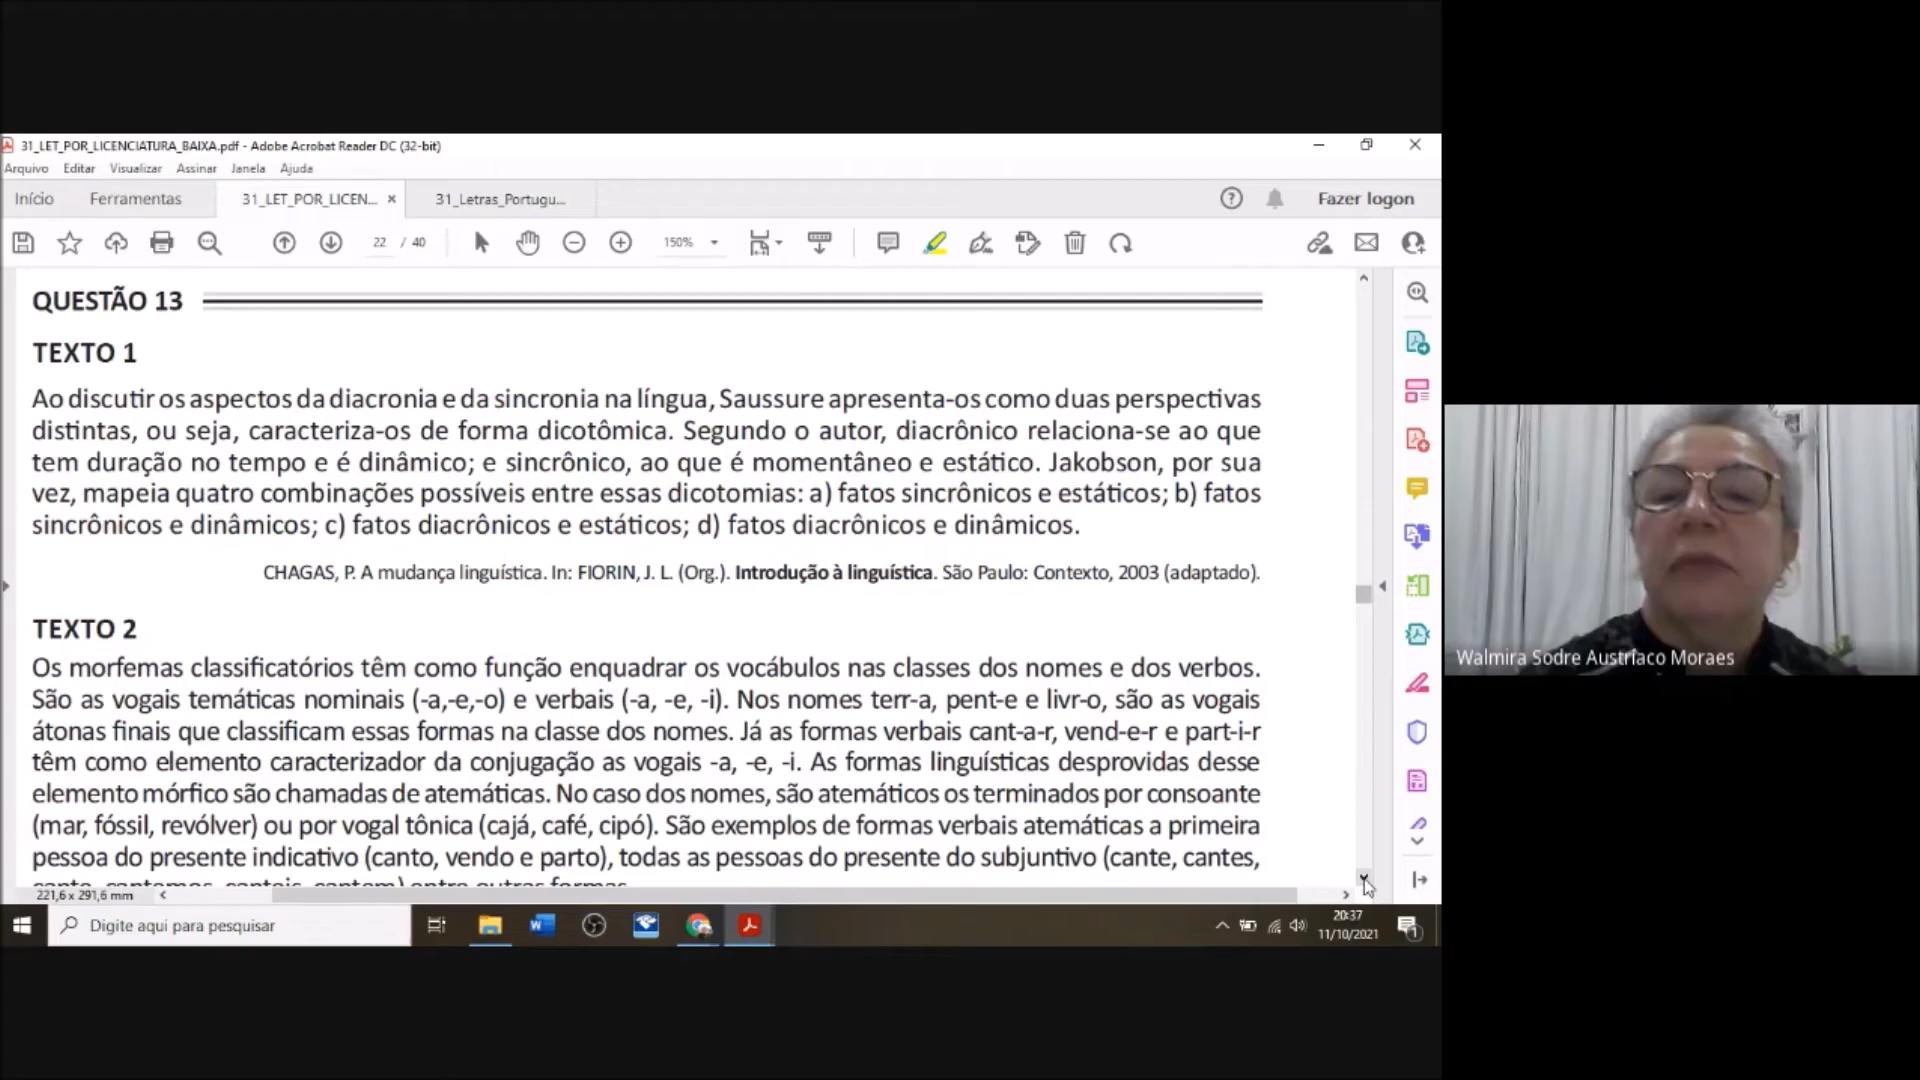 31_LET_POR_LICENCIATURA_BAIXA.pdf - Adobe Acrobat Reader DC (32-bit)
Arquivo Editar Visualizar Assinar Janela Ajuda
Início Ferramentas 31_LET_POR_LICEN... × 31_Letras_Portugu... Fazer logon
22 / 40 150%
QUESTÃO 13
TEXTO 1
Ao discutir os aspectos da diacronia e da sincronia na língua, Saussure apresenta-os como duas perspectivas
distintas, ou seja, caracteriza-os de forma dicotômica. Segundo o autor, diacrônico relaciona-se ao que
tem duração no tempo e é dinâmico; e sincrônico, ao que é momentâneo e estático. Jakobson, por sua
vez, mapeia quatro combinações possíveis entre essas dicotomias: a) fatos sincrônicos e estáticos; b) fatos
sincrônicos e dinâmicos; c) fatos diacrônicos e estáticos; d) fatos diacrônicos e dinâmicos.
CHAGAS, P. A mudança linguística. In: FIORIN, J. L. (Org.). Introdução à linguística. São Paulo: Contexto, 2003 (adaptado).
TEXTO 2
Os morfemas classificatórios têm como função enquadrar os vocábulos nas classes dos nomes e dos verbos.
São as vogais temáticas nominais (-a,-e,-o) e verbais (-a, -e, -i). Nos nomes terr-a, pent-e e livr-o, são as vogais
átonas finais que classificam essas formas na classe dos nomes. Já as formas verbais cant-a-r, vend-e-r e part-i-r
têm como elemento caracterizador da conjugação as vogais -a, -e, -i. As formas linguísticas desprovidas desse
elemento mórfico são chamadas de atemáticas. No caso dos nomes, são atemáticos os terminados por consoante
(mar, fóssil, revólver) ou por vogal tônica (cajá, café, cipó). São exemplos de formas verbais atemáticas a primeira
pessoa do presente indicativo (canto, vendo e parto), todas as pessoas do presente do subjuntivo (cante, cantes,
cante, cantemos, canteis, cantem) entre outras formas.
221,6 x 291,6 mm
Walmira Sodre Austríaco Moraes
Digite aqui para pesquisar
20:37
11/10/2021
1